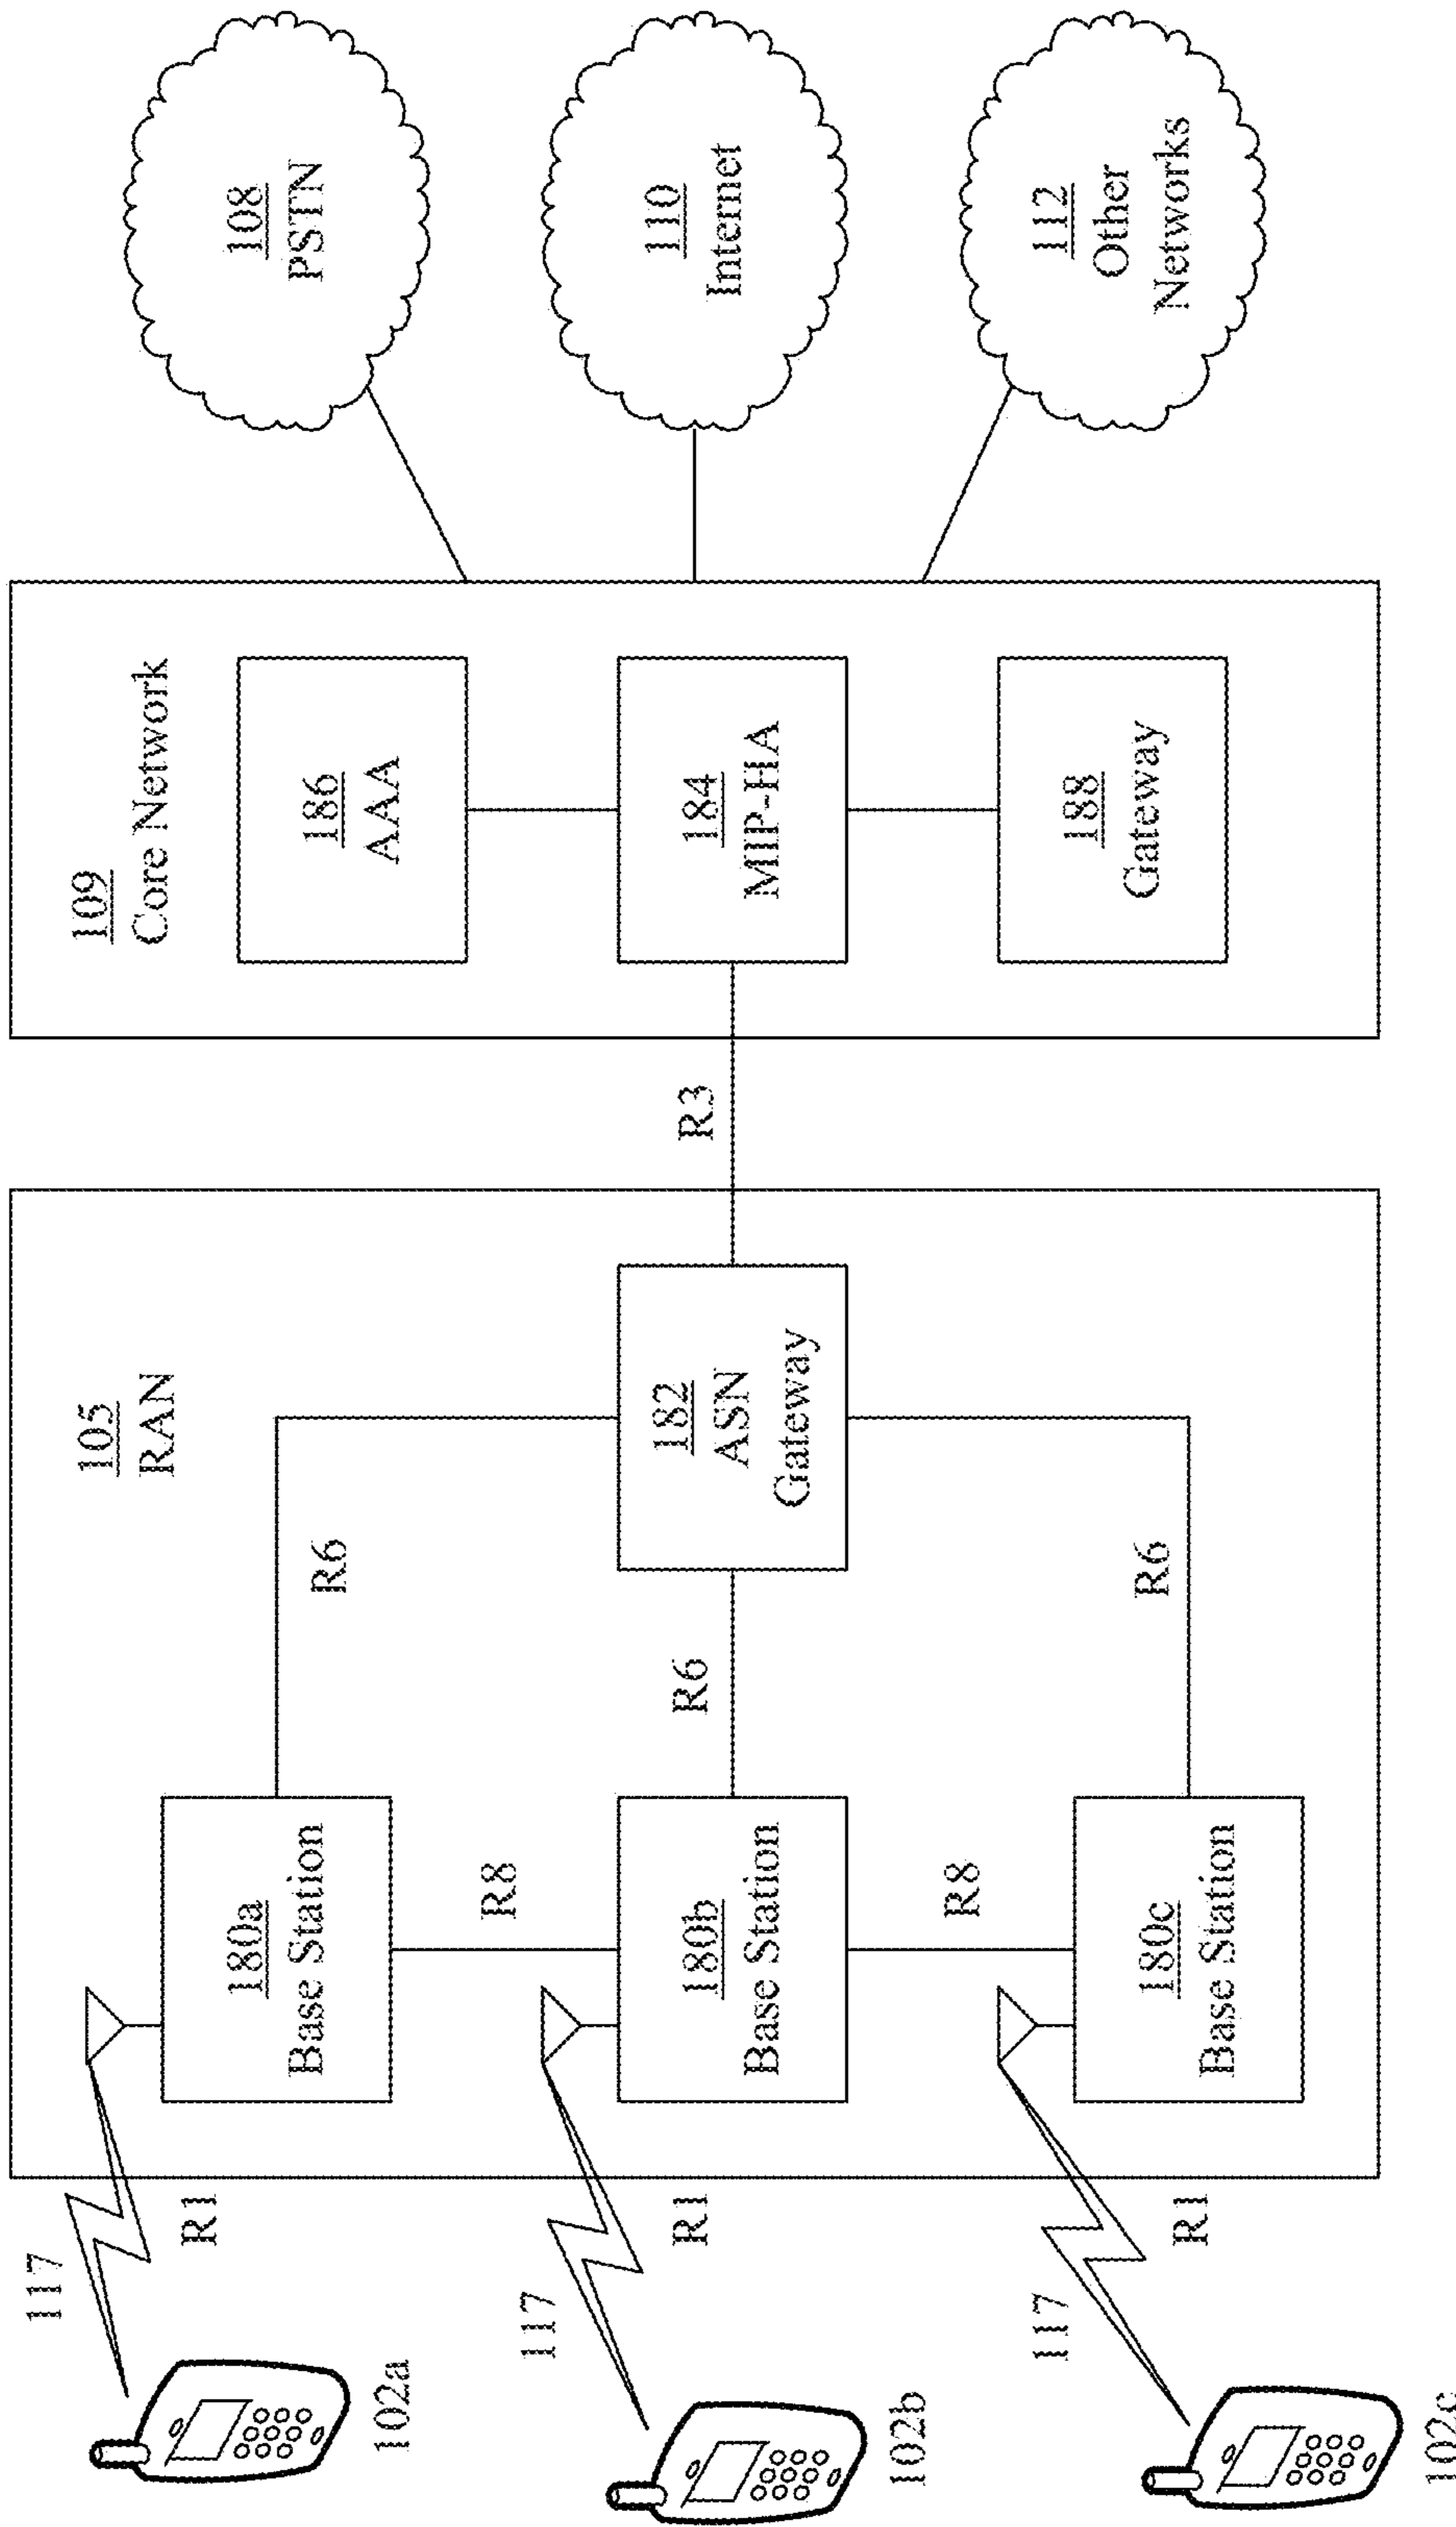 117
R1
102a
117
R1
102b
117
R1
102c
105
RAN
180a
Base Station
R8
180b
Base Station
R8
180c
Base Station
R6
R6
R6
182
ASN
Gateway
R3
109
Core Network
186
AAA
184
MIP-HA
188
Gateway
108
PSTN
110
Internet
112
Other
Networks